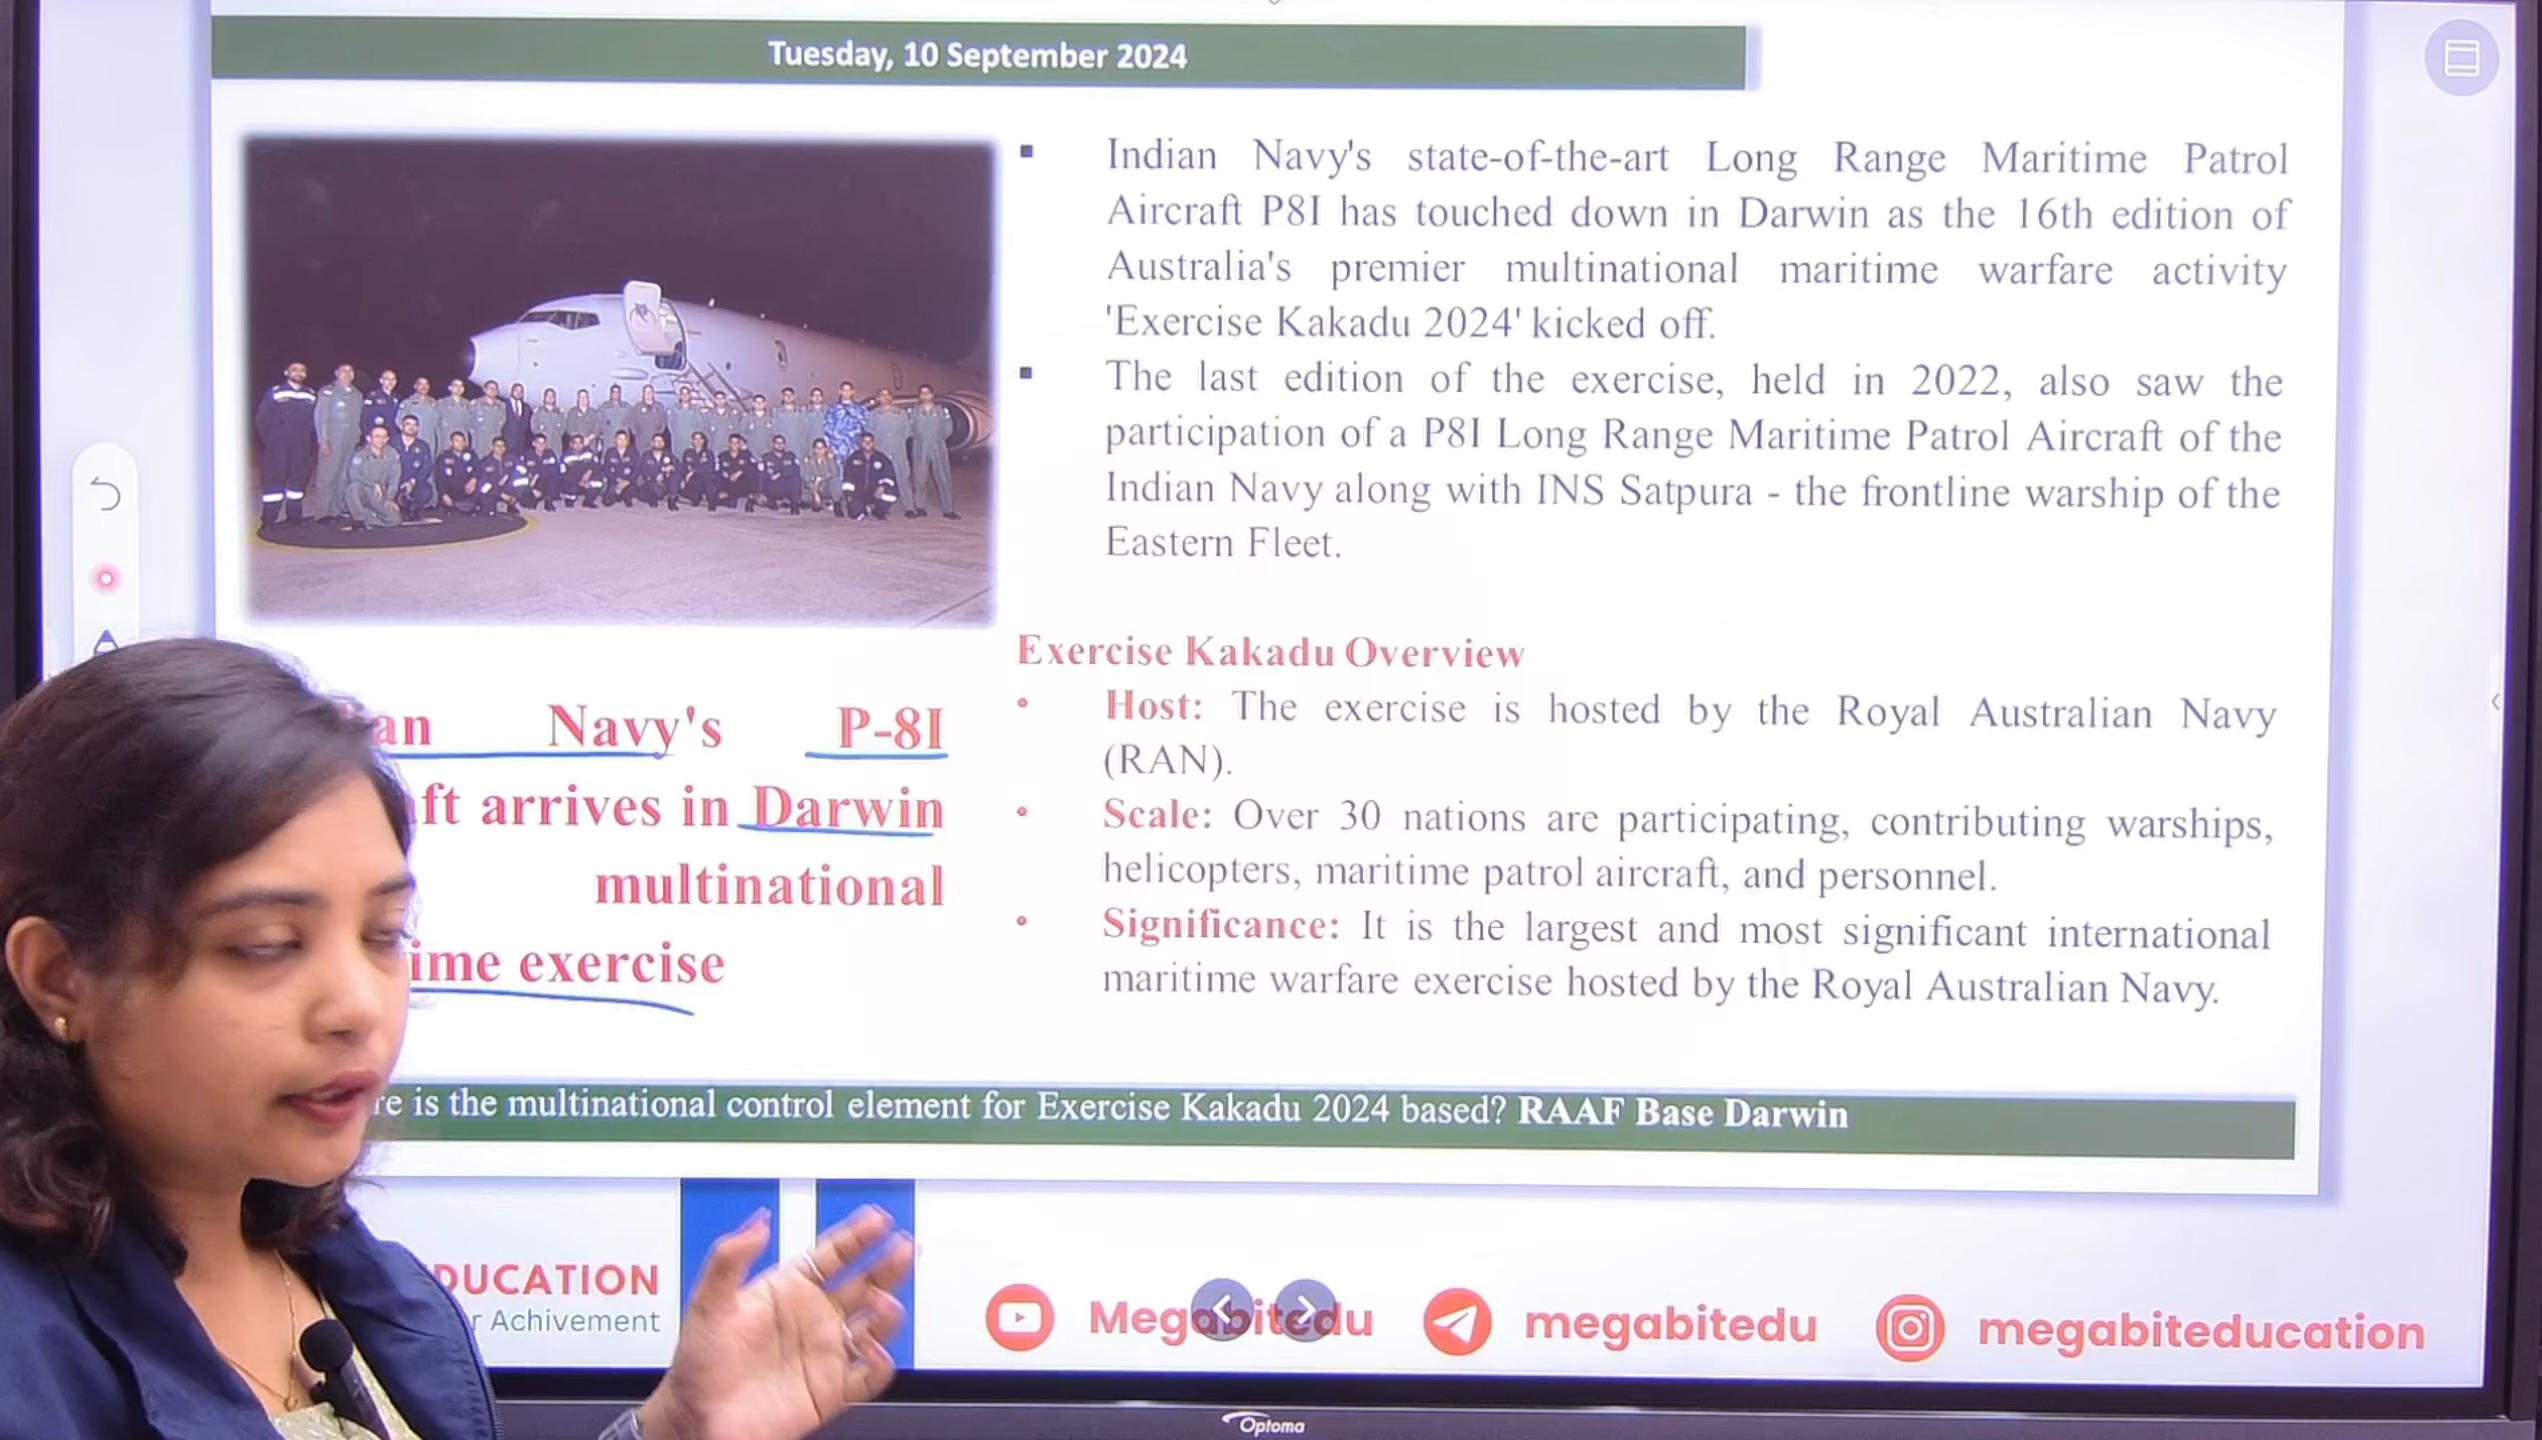 Tuesday, 10 September 2024
Indian Navy's state-of-the-art Long Range Maritime Patrol
Aircraft P8I has touched down in Darwin as the 16th edition of
Australia's premier multinational maritime warfare activity
'Exercise Kakadu 2024' kicked off.
The last edition of the exercise, held in 2022, also saw the
participation of a P8I Long Range Maritime Patrol Aircraft of the
Indian Navy along with INS Satpura - the frontline warship of the
Eastern Fleet.
an Navy's P-8I
ft arrives in Darwin
multinational
ime exercise
Exercise Kakadu Overview
Host: The exercise is hosted by the Royal Australian Navy
(RAN).
Scale: Over 30 nations are participating, contributing warships,
helicopters, maritime patrol aircraft, and personnel.
Significance: It is the largest and most significant international
maritime warfare exercise hosted by the Royal Australian Navy.
re is the multinational control element for Exercise Kakadu 2024 based? RAAF Base Darwin
DUCATION
r Achivement
Megabitedu
megabitedu
megabiteducation
Optoma